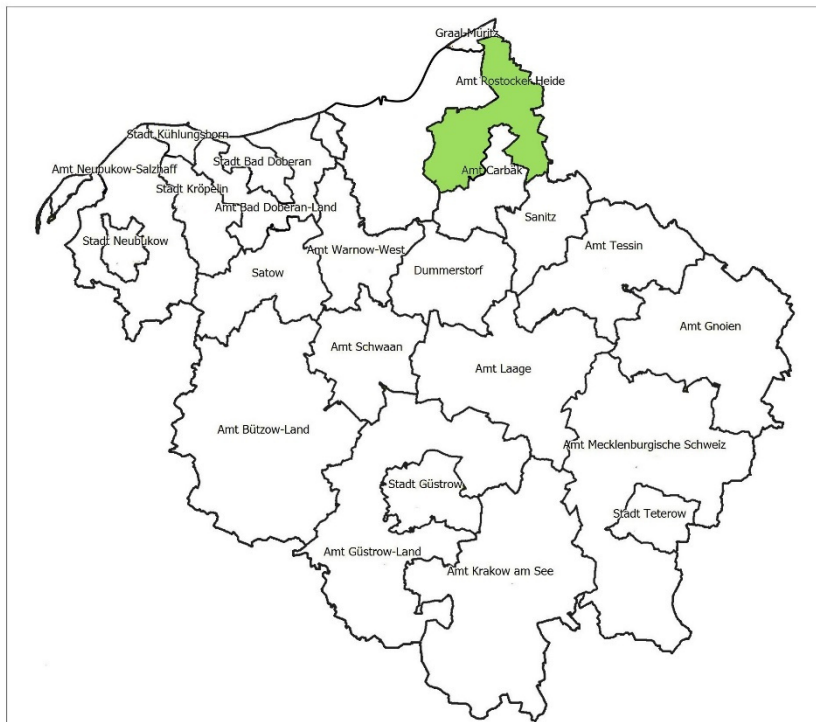 Graal-Müritz
Amt Rostocker Heide
Stadt Kühlungsborn
Stadt Bad Doberan
Amt Neubukow-Salzhaff
Amt Carbäk
Stadt Kröpelin
Amt Bad Doberan-Land
Sanitz
Stadt Neubukow
Amt Warnow-West
Amt Tessin
Satow
Dummerstorf
Amt Gnoien
Amt Schwaan
Amt Laage
Amt Bützow-Land
Amt Mecklenburgische Schweiz
Stadt Güstrow
Stadt Teterow
Amt Güstrow-Land
Amt Krakow am See